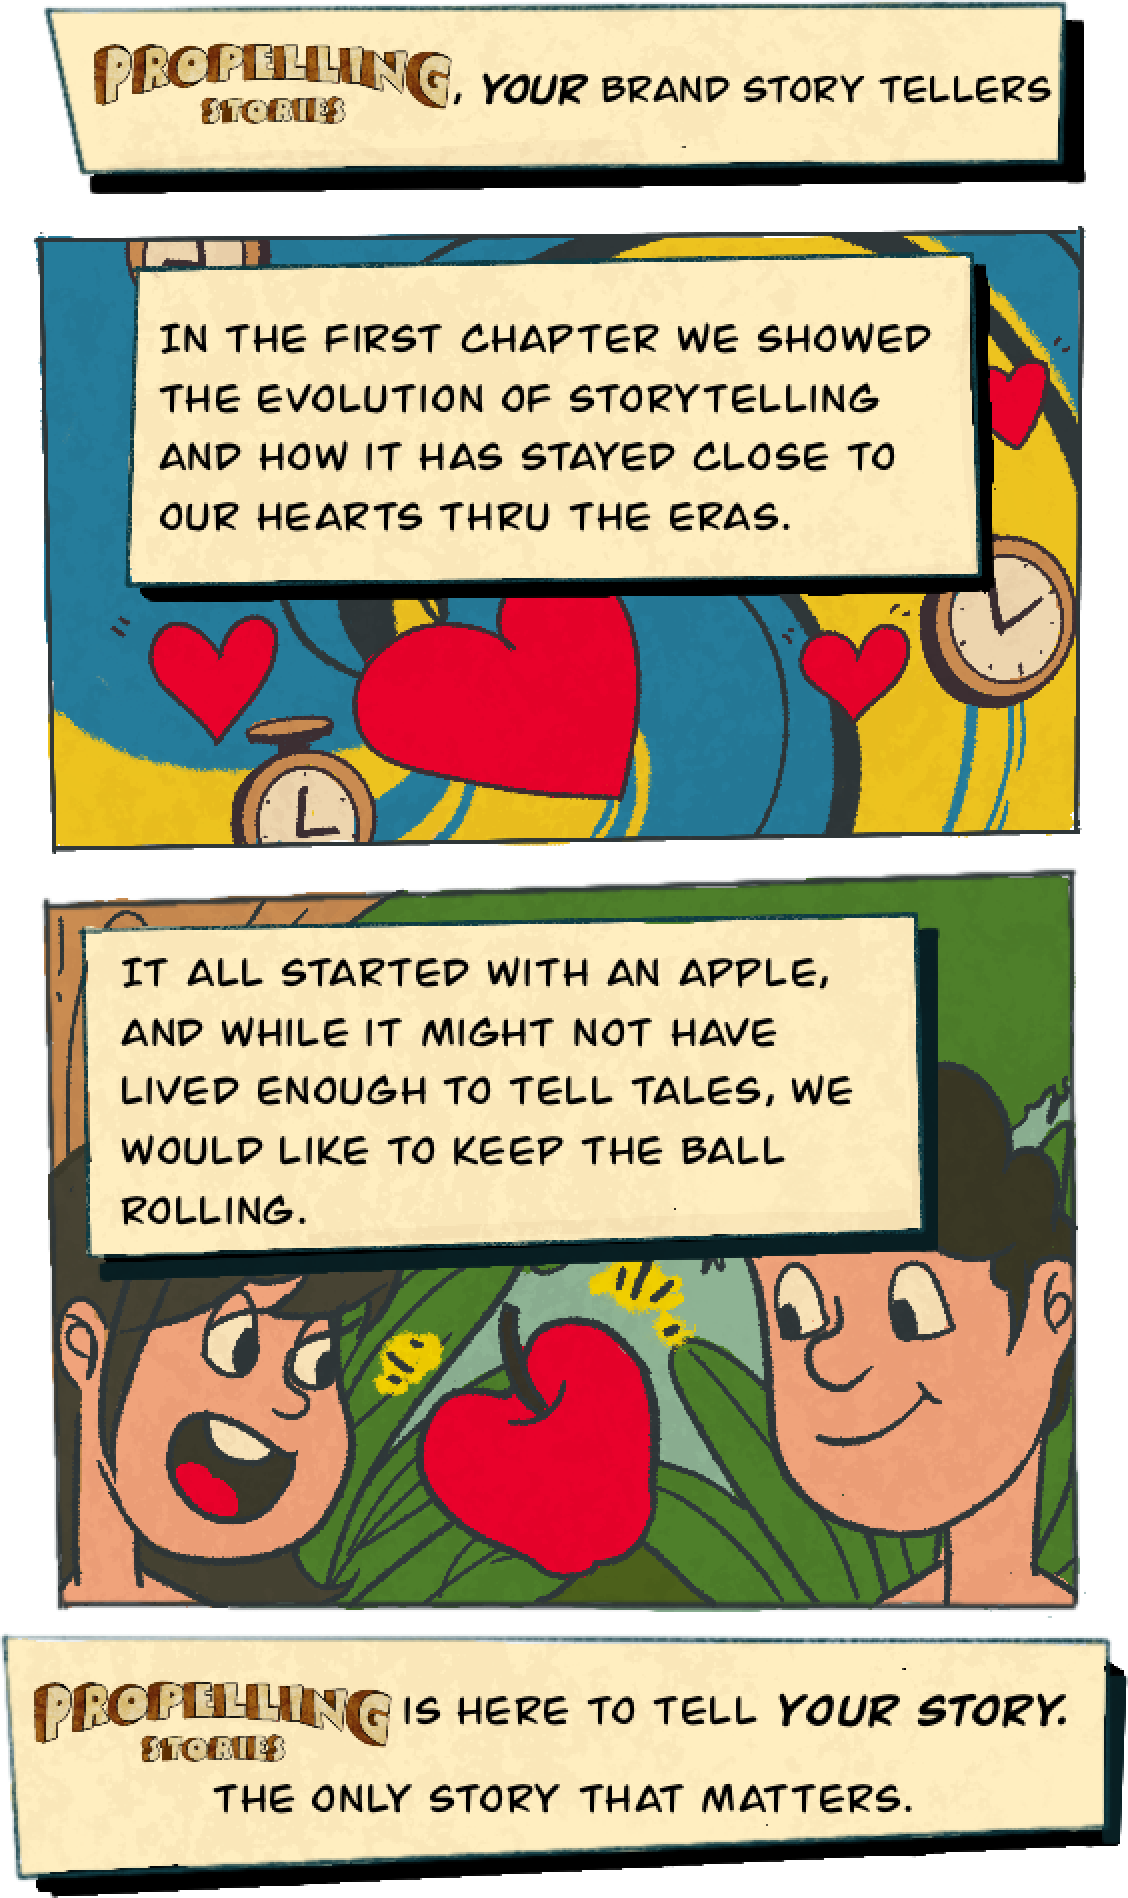 PROPELLING STORIES, YOUR BRAND STORY TELLERS
IN THE FIRST CHAPTER WE SHOWED
THE EVOLUTION OF STORYTELLING
AND HOW IT HAS STAYED CLOSE TO
OUR HEARTS THRU THE ERAS.
IT ALL STARTED WITH AN APPLE,
AND WHILE IT MIGHT NOT HAVE
LIVED ENOUGH TO TELL TALES, WE
WOULD LIKE TO KEEP THE BALL
ROLLING.
PROPELLING STORIES IS HERE TO TELL YOUR STORY.
THE ONLY STORY THAT MATTERS.